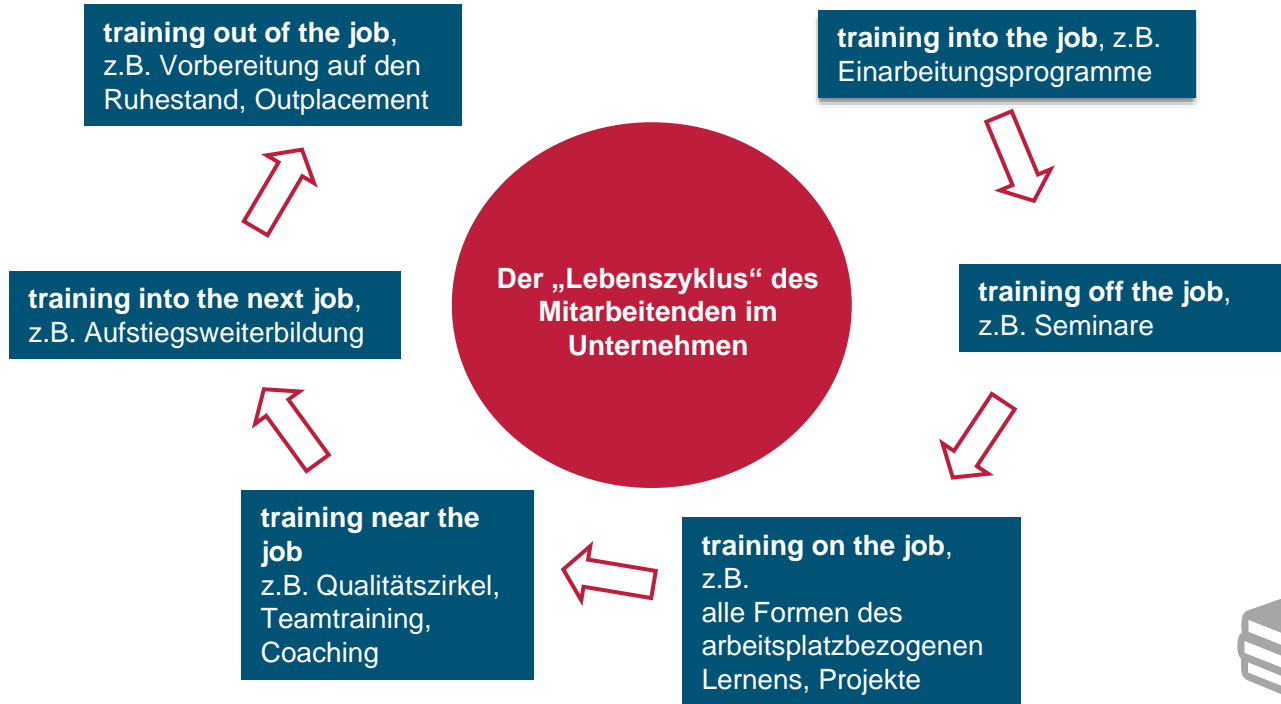 training out of the job,
z.B. Vorbereitung auf den
Ruhestand, Outplacement
training into the job, z.B.
Einarbeitungsprogramme
Der „Lebenszyklus“ des
Mitarbeitenden im
Unternehmen
training into the next job,
z.B. Aufstiegsweiterbildung
training off the job,
z.B. Seminare
training near the
job
z.B. Qualitätszirkel,
Teamtraining,
Coaching
training on the job,
z.B.
alle Formen des
arbeitsplatzbezogenen
Lernens, Projekte